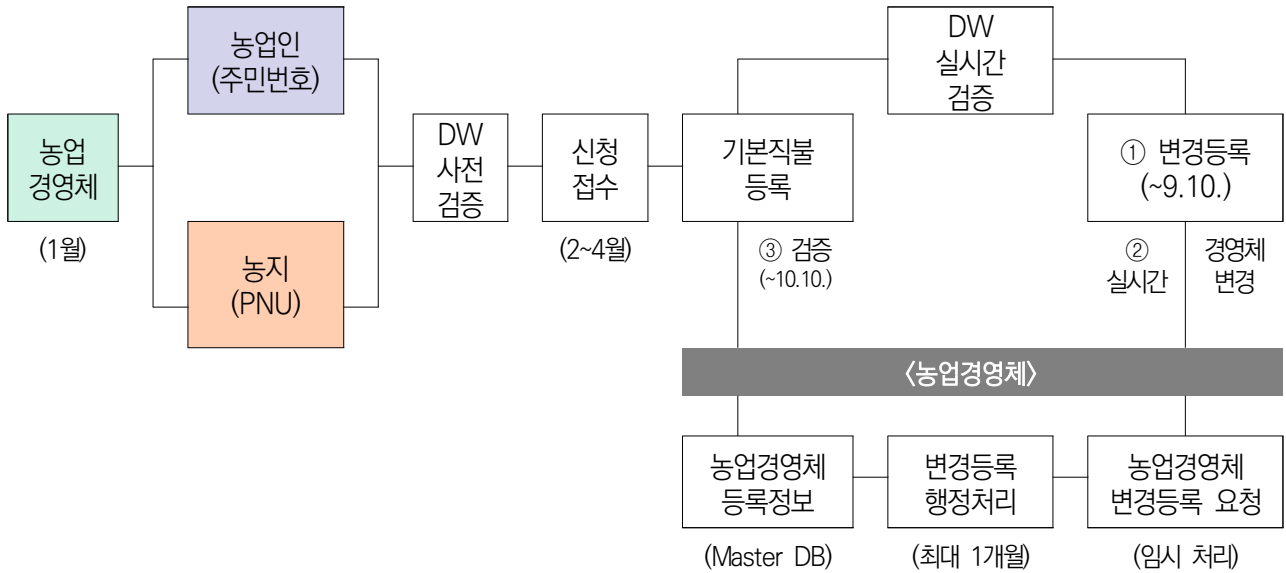 농업
경영체
(1월)
농업인
(주민번호)
농지
(PNU)
DW
사전
검증
신청
접수
(2~4월)
기본직불
등록
DW
실시간
검증
① 변경등록
(~9.10.)
③ 검증
(~10.10.)
②
실시간
경영체
변경
〈농업경영체〉
농업경영체
등록정보
(Master DB)
변경등록
행정처리
(최대 1개월)
농업경영체
변경등록 요청
(임시 처리)